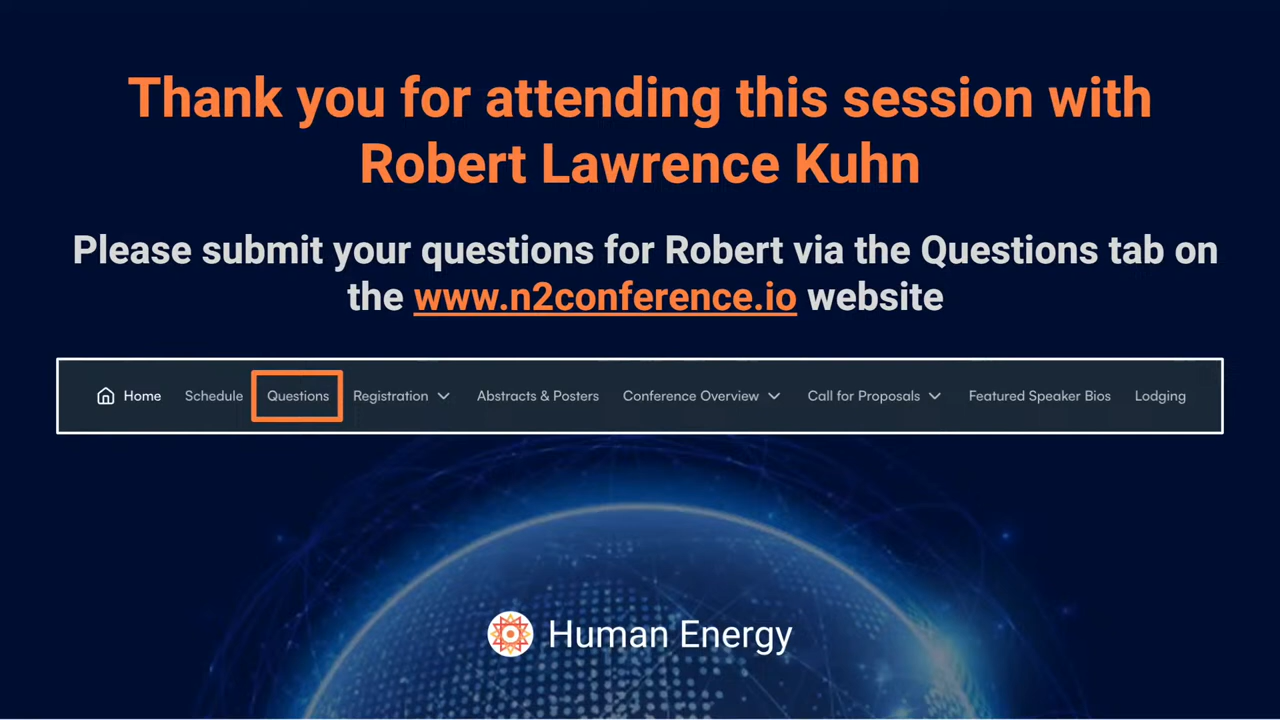 Thank you for attending this session with
Robert Lawrence Kuhn
Please submit your questions for Robert via the Questions tab on
the www.n2conference.io website
Home Schedule Questions Registration Abstracts & Posters Conference Overview Call for Proposals Featured Speaker Bios Lodging
Human Energy